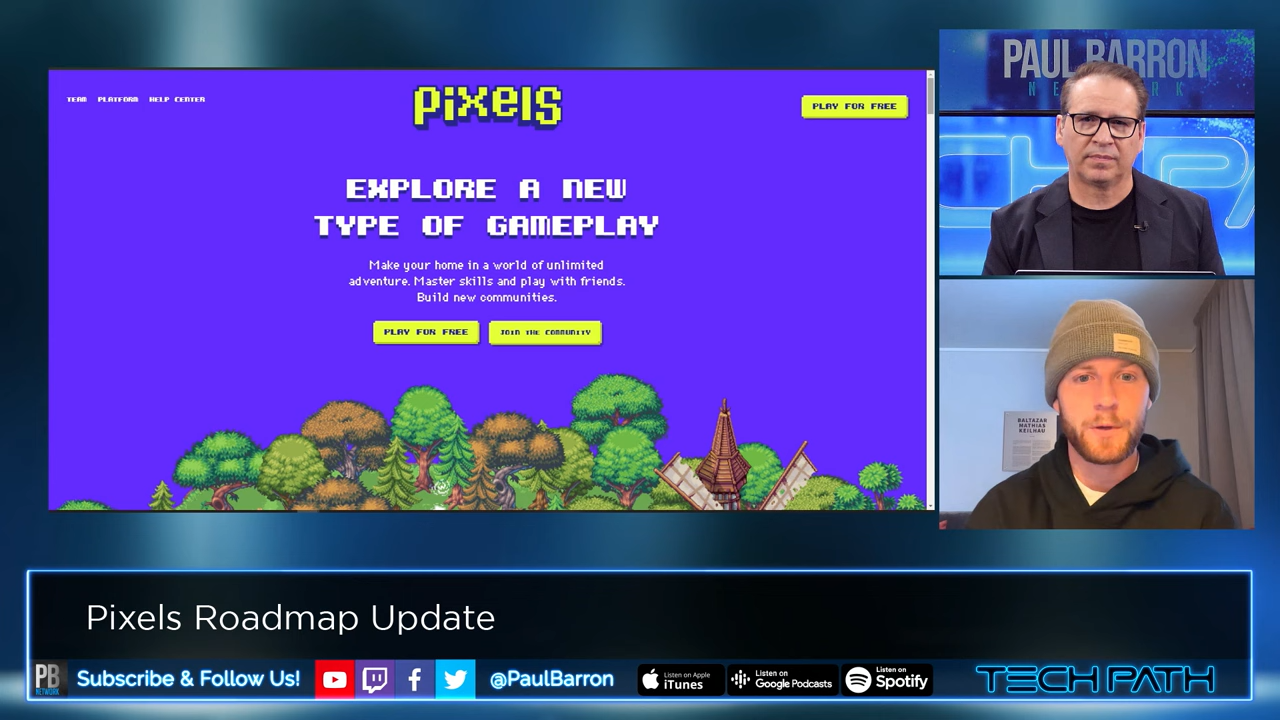 TEAM PLATFORM HELP CENTER
pixels
PLAY FOR FREE
EXPLORE A NEW
TYPE OF GAMEPLAY
Make your home in a world of unlimited
adventure. Master skills and play with friends.
Build new communities.
PLAY FOR FREE
JOIN THE COMMUNITY
PAUL BARRON
BALTAZAR
MATHIAS
KEILHAU
Pixels Roadmap Update
PB
NETWORK
Subscribe & Follow Us!
@PaulBarron
Listen on Apple
iTunes
Listen on
Google Podcasts
Listen on
Spotify
TECH PATH